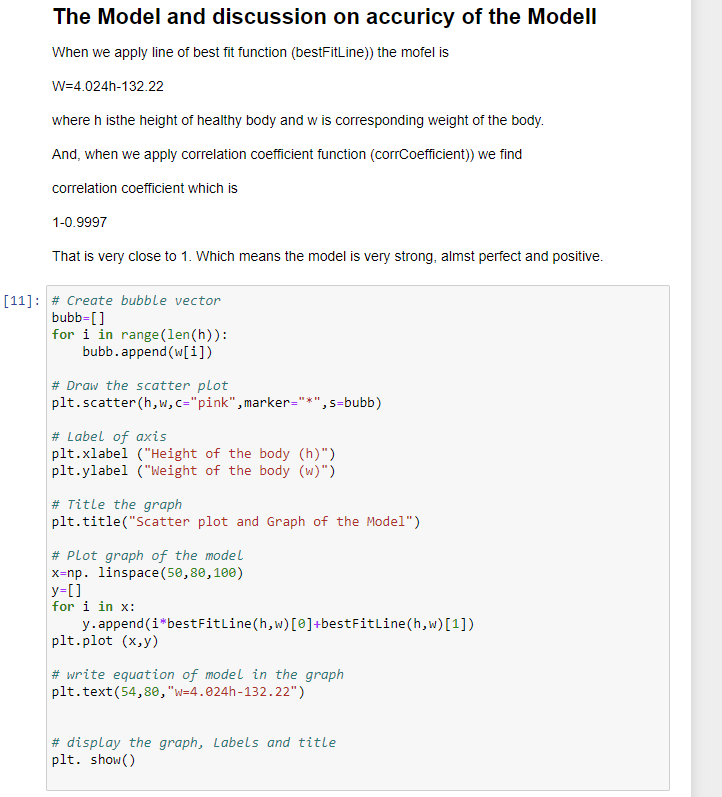 The Model and discussion on accuricy of the Modell
When we apply line of best fit function (bestFitLine)) the mofel is
W=4.024h-132.22
where h isthe height of healthy body and w is corresponding weight of the body.
And, when we apply correlation coefficient function (corrCoefficient)) we find
correlation coefficient which is
1-0.9997
That is very close to 1. Which means the model is very strong, almst perfect and positive.
[11]: # Create bubble vector
bubb=[]
for i in range(len(h)):
    bubb.append(w[i])
# Draw the scatter plot
plt.scatter(h,w,c="pink",marker="*",s=bubb)
# Label of axis
plt.xlabel ("Height of the body (h)")
plt.ylabel ("Weight of the body (w)")
# Title the graph
plt.title("Scatter plot and Graph of the Model")
# Plot graph of the model
x=np. linspace(50,80,100)
y=[]
for i in x:
    y.append(i*bestFitLine(h,w)[0]+bestFitLine(h,w)[1])
plt.plot (x,y)
# write equation of model in the graph
plt.text(54,80,"w=4.024h-132.22")
# display the graph, Labels and title
plt. show()